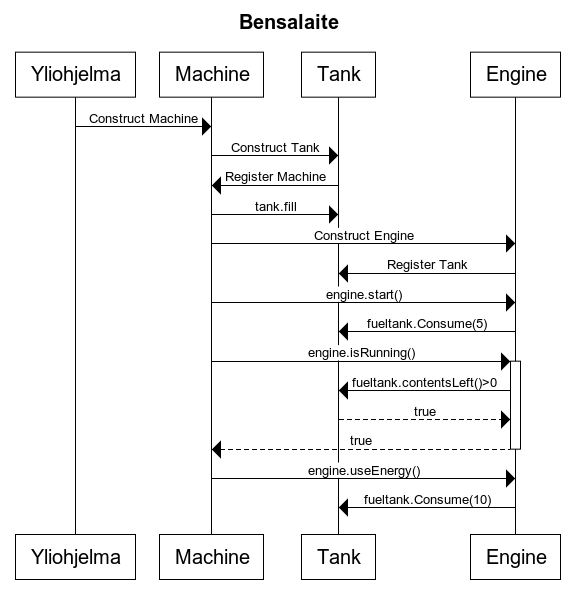 Bensalaite
Yliohjelma Machine Tank Engine
Construct Machine
Construct Tank
Register Machine
tank.fill
Construct Engine
Register Tank
engine.start()
fueltank.Consume(5)
engine.isRunning()
fueltank.contentsLeft()>0
true
true
engine.useEnergy()
fueltank.Consume(10)
Yliohjelma Machine Tank Engine